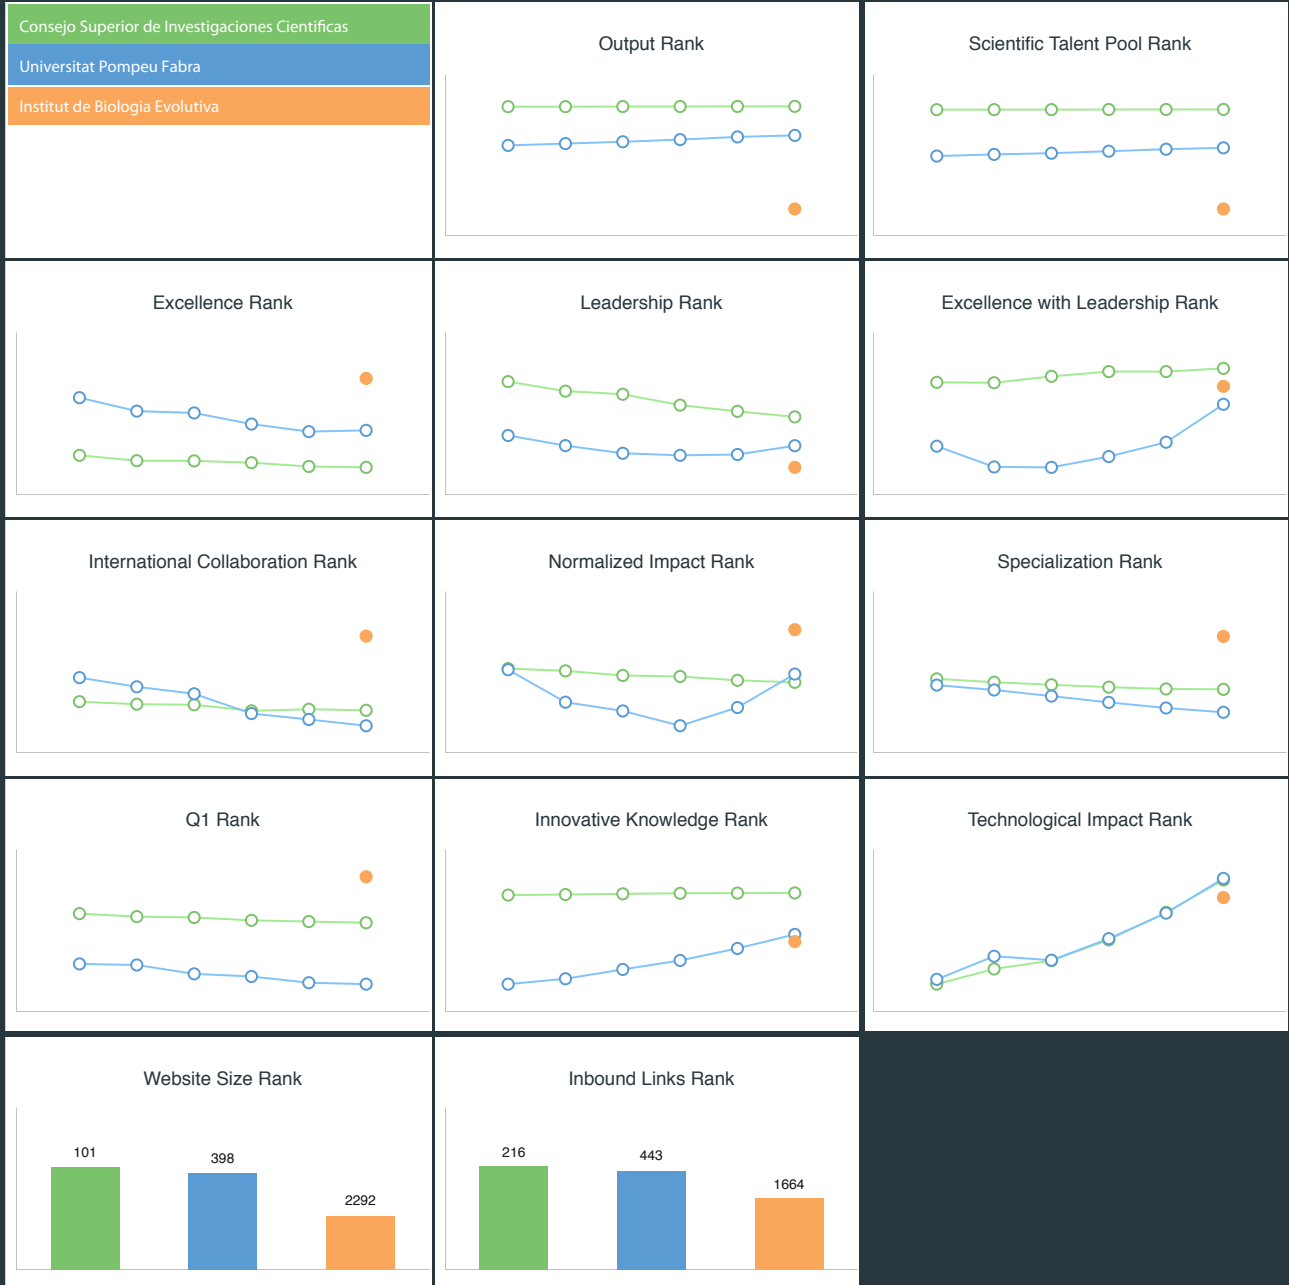 Consejo Superior de Investigaciones Cientificas
Universitat Pompeu Fabra
Institut de Biologia Evolutiva
Output Rank
Scientific Talent Pool Rank
Excellence Rank
Leadership Rank
Excellence with Leadership Rank
International Collaboration Rank
Normalized Impact Rank
Specialization Rank
Q1 Rank
Innovative Knowledge Rank
Technological Impact Rank
Website Size Rank
101
398
2292
Inbound Links Rank
216
443
1664